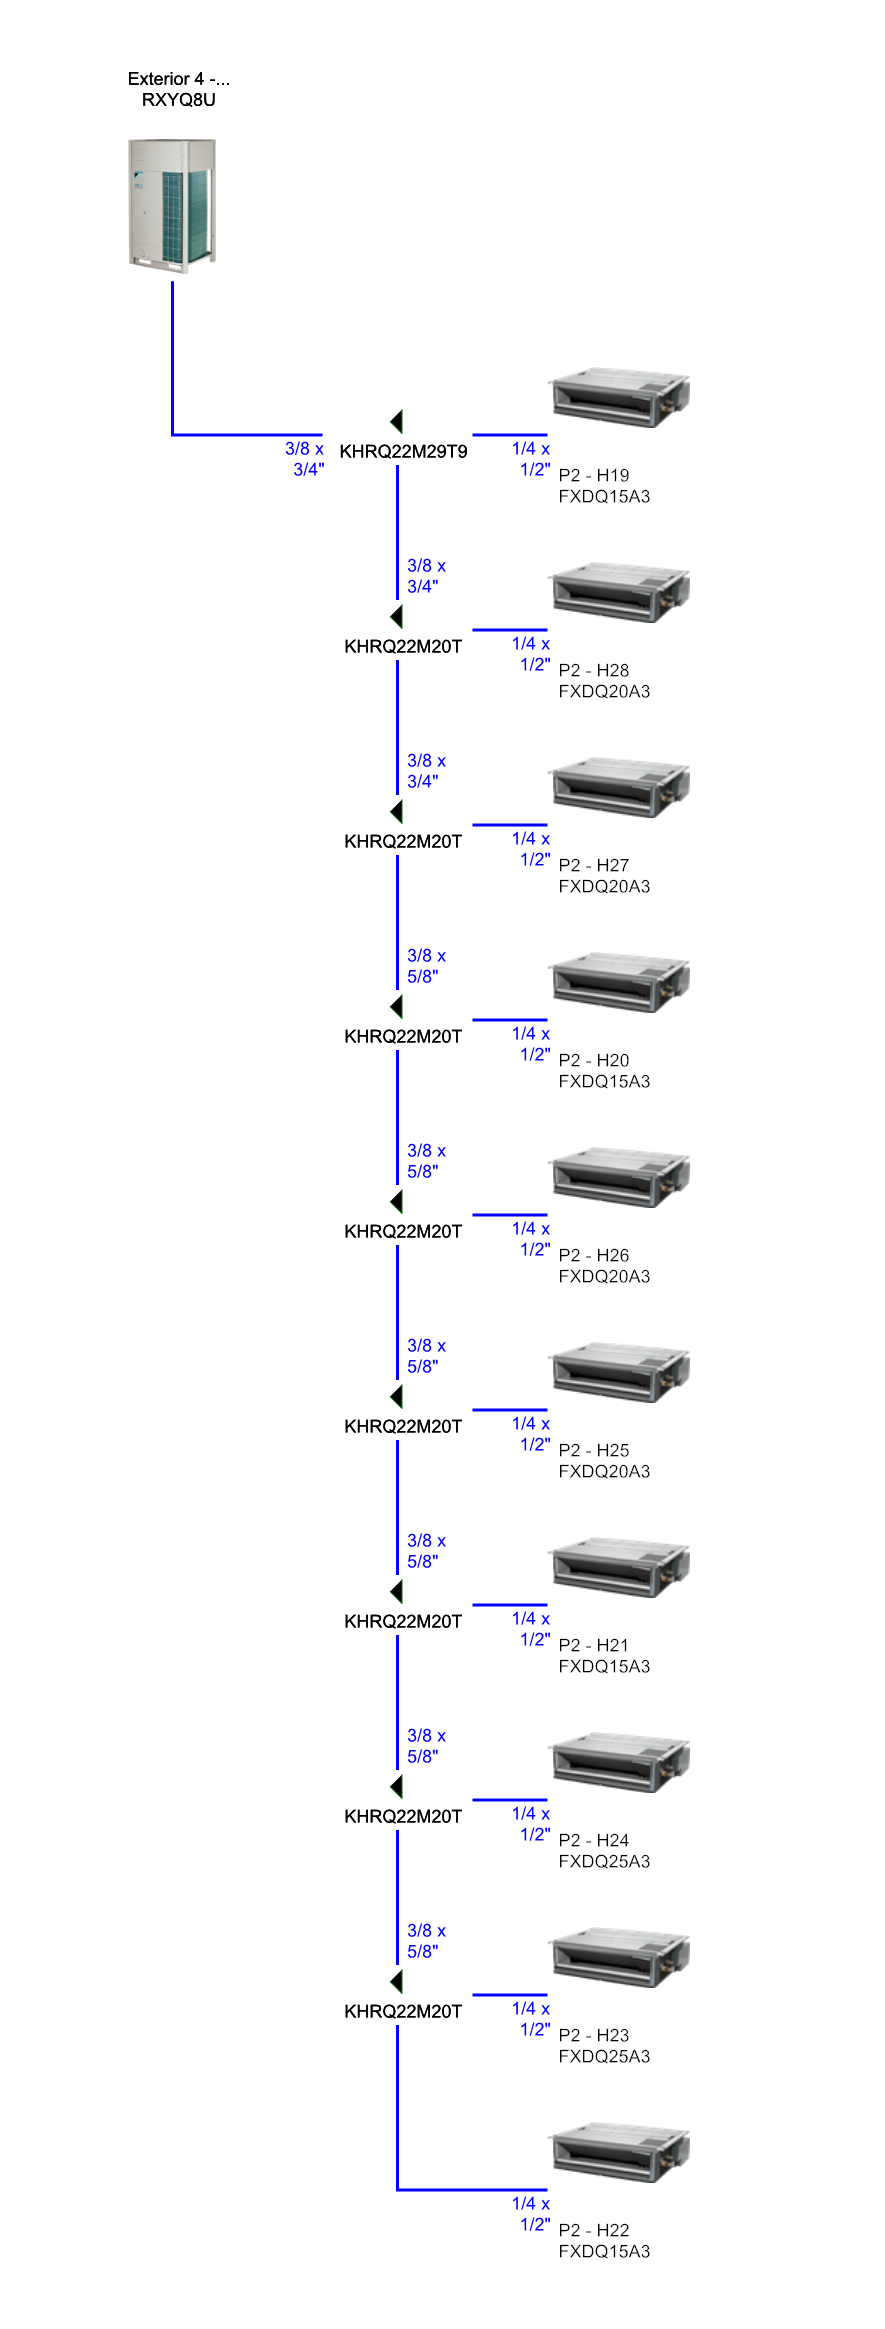 Exterior 4 -...
RXYQ8U
3/8 x
3/4"
KHRQ22M29T9
1/4 x
1/2"
P2 - H19
FXDQ15A3
3/8 x
3/4"
KHRQ22M20T
1/4 x
1/2"
P2 - H28
FXDQ20A3
3/8 x
3/4"
KHRQ22M20T
1/4 x
1/2"
P2 - H27
FXDQ20A3
3/8 x
5/8"
KHRQ22M20T
1/4 x
1/2"
P2 - H20
FXDQ15A3
3/8 x
5/8"
KHRQ22M20T
1/4 x
1/2"
P2 - H26
FXDQ20A3
3/8 x
5/8"
KHRQ22M20T
1/4 x
1/2"
P2 - H25
FXDQ20A3
3/8 x
5/8"
KHRQ22M20T
1/4 x
1/2"
P2 - H21
FXDQ15A3
3/8 x
5/8"
KHRQ22M20T
1/4 x
1/2"
P2 - H24
FXDQ25A3
3/8 x
5/8"
KHRQ22M20T
1/4 x
1/2"
P2 - H23
FXDQ25A3
1/4 x
1/2"
P2 - H22
FXDQ15A3